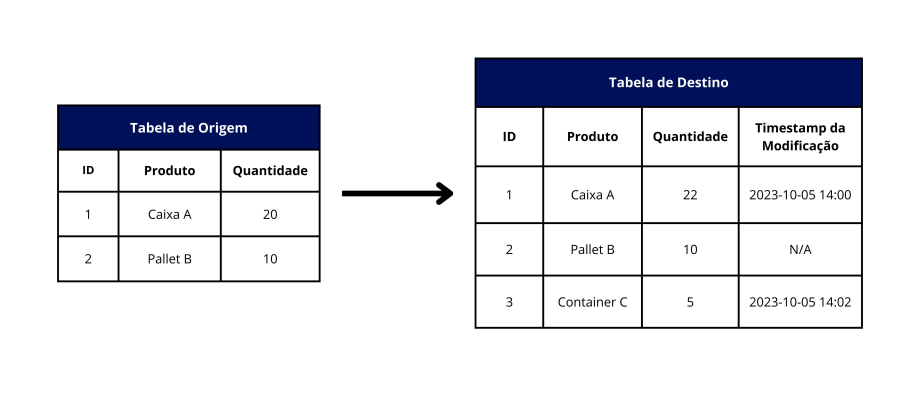 Tabela de Origem
ID Produto Quantidade
1 Caixa A 20
2 Pallet B 10
Tabela de Destino
ID Produto Quantidade Timestamp da
Modificação
1 Caixa A 22 2023-10-05 14:00
2 Pallet B 10 N/A
3 Container C 5 2023-10-05 14:02